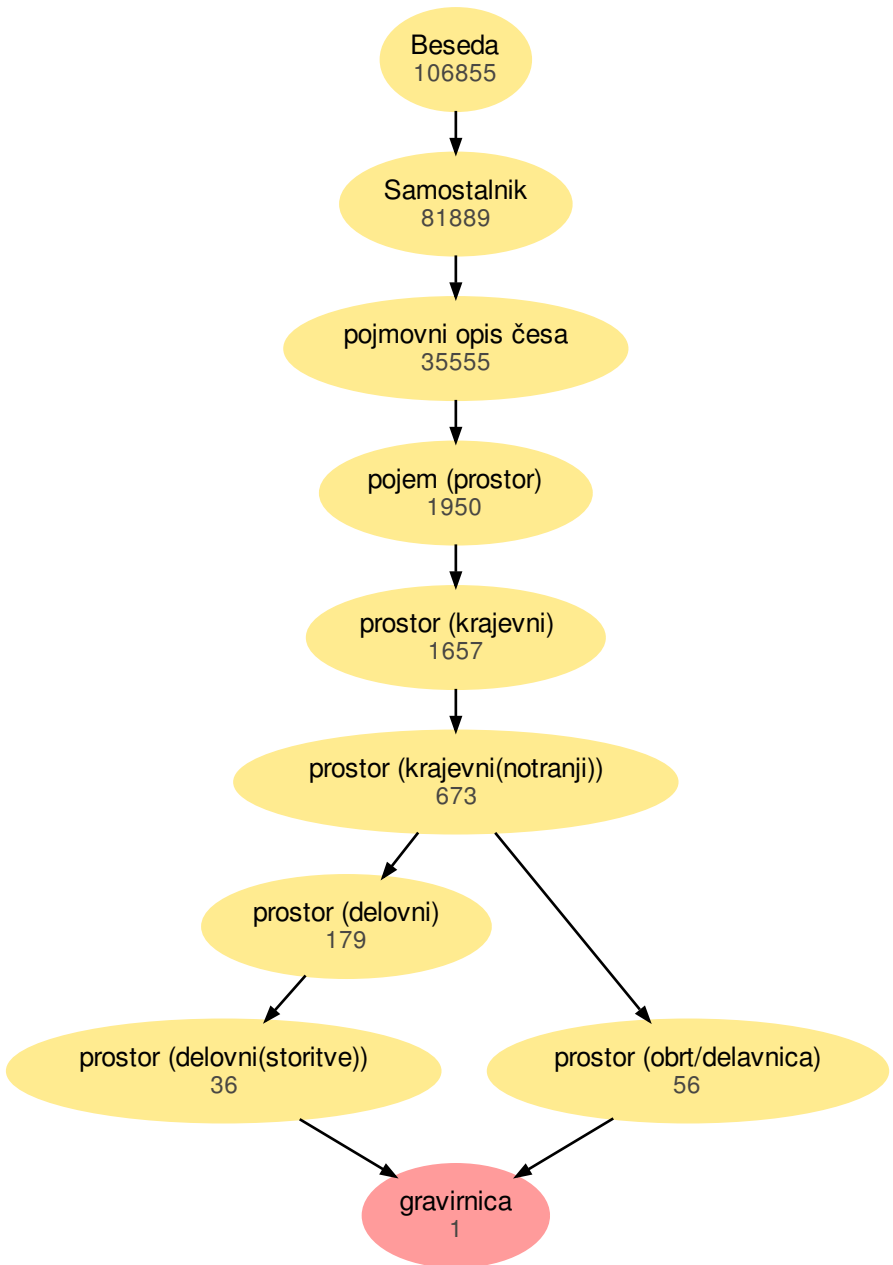 Beseda
106855
Samostalnik
81889
pojmovni opis česa
35555
pojem (prostor)
1950
prostor (krajevni)
1657
prostor (krajevni(notranji))
673
prostor (delovni)
179
prostor (delovni(storitve))
36
prostor (obrt/delavnica)
56
gravirnica
1